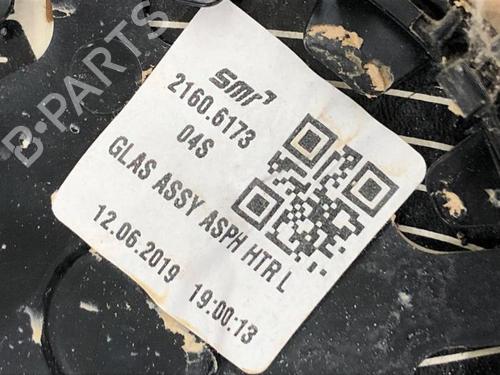 B-PARTS
smr
2160.6173
04S
GLAS ASSY ASPH HTR L
12.06.2019 19:00:13